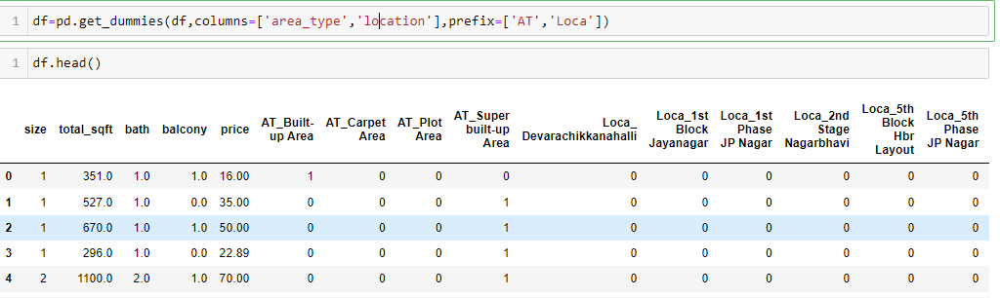 1 df=pd.get_dummies(df,columns=['area_type','location'],prefix=['AT','Loca'])
1 df.head()
size total_sqft bath balcony price AT_Built-up Area AT_Carpet Area AT_Plot Area AT_Super built-up Area Loca_ Devarachikkanahalli Loca_1st Block Jayanagar Loca_1st Phase JP Nagar Loca_2nd Stage Nagarbhavi Loca_5th Block Hbr Layout Loca_5th Phase JP Nagar
0 1 351.0 1.0 1.0 16.00 1 0 0 0 0 0 0 0 0 0
1 1 527.0 1.0 0.0 35.00 0 0 0 1 0 0 0 0 0 0
2 1 670.0 1.0 1.0 50.00 0 0 0 1 0 0 0 0 0 0
3 1 296.0 1.0 0.0 22.89 0 0 0 1 0 0 0 0 0 0
4 2 1100.0 2.0 1.0 70.00 0 0 0 1 0 0 0 0 0 0